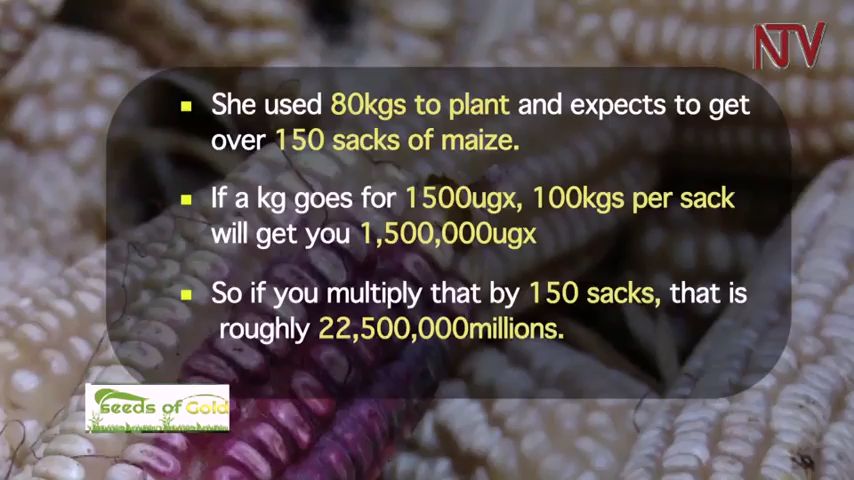 NTV
She used 80kgs to plant and expects to get
over 150 sacks of maize.
If a kg goes for 1500ugx, 100kgs per sack
will get you 1,500,000ugx
So if you multiply that by 150 sacks, that is
roughly 22,500,000millions.
seeds of Gold